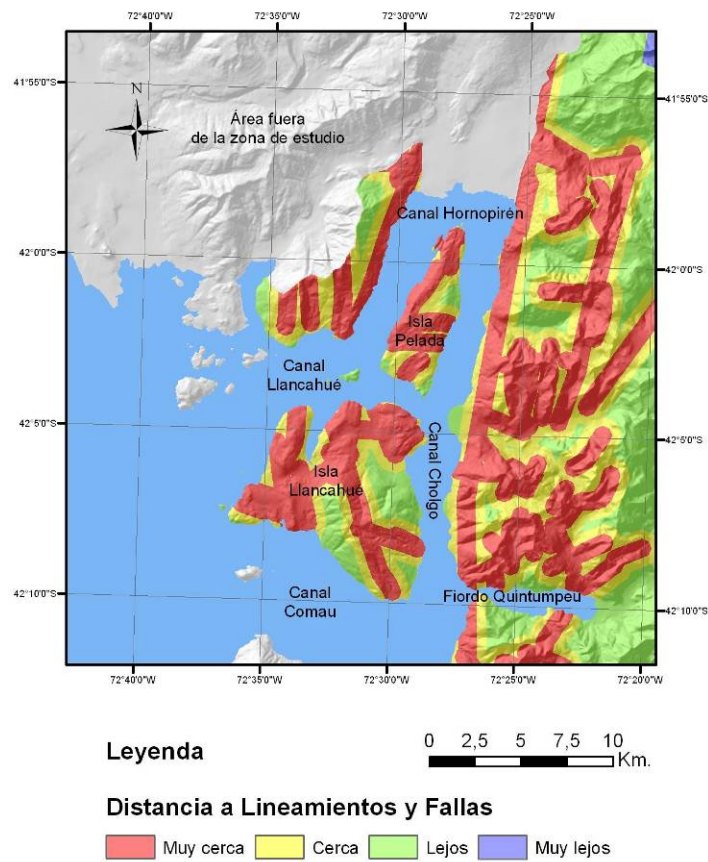 72°40'0"W 72°35'0"W 72°30'0"W 72°25'0"W
41°55'0"S
41°55'0"S
N
Área fuera
de la zona de estudio
Canal Hornopirén
42°0'0"S
42°0'0"S
Isla
Pelada
Canal
Llancahué
42°5'0"S
42°5'0"S
Canal Cholgo
Isla
Llancahué
42°10'0"S
42°10'0"S
Canal
Comau
Fiordo Quintumpeu
72°40'0"W 72°35'0"W 72°30'0"W 72°25'0"W 72°20'0"W
Leyenda
0 2,5 5 7,5 10
Km.
Distancia a Lineamientos y Fallas
Muy cerca Cerca Lejos Muy lejos